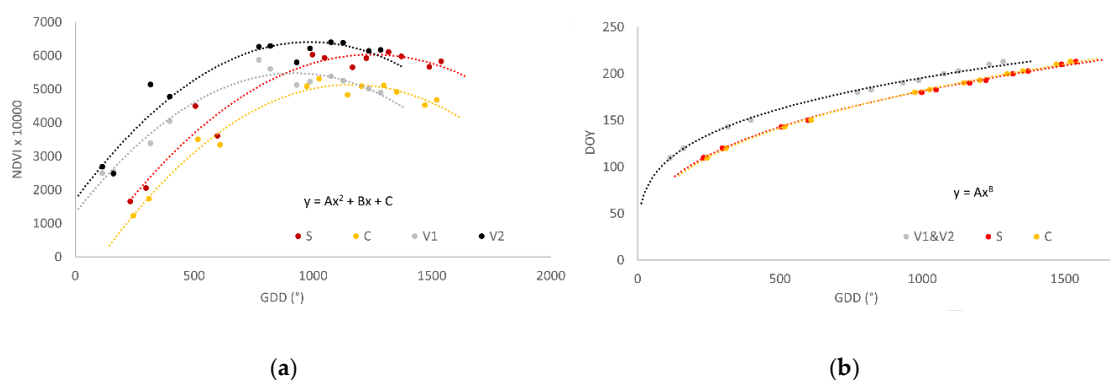 7000
6000
5000
4000
3000
2000
1000
0
NDVI x 10000
y = Ax² + Bx + C
S C V1 V2
0 500 1000 1500 2000
GDD (°)
(a)
250
200
150
100
50
0
DOY
y = Axᴮ
V1&V2 S C
0 500 1000 1500
GDD (°)
(b)